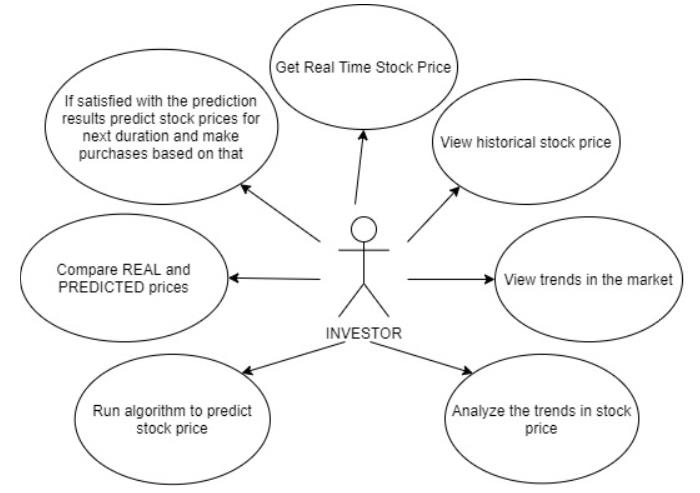 Get Real Time Stock Price
If satisfied with the prediction
results predict stock prices for
next duration and make
purchases based on that
View historical stock price
Compare REAL and
PREDICTED prices
View trends in the market
INVESTOR
Run algorithm to predict
stock price
Analyze the trends in stock
price